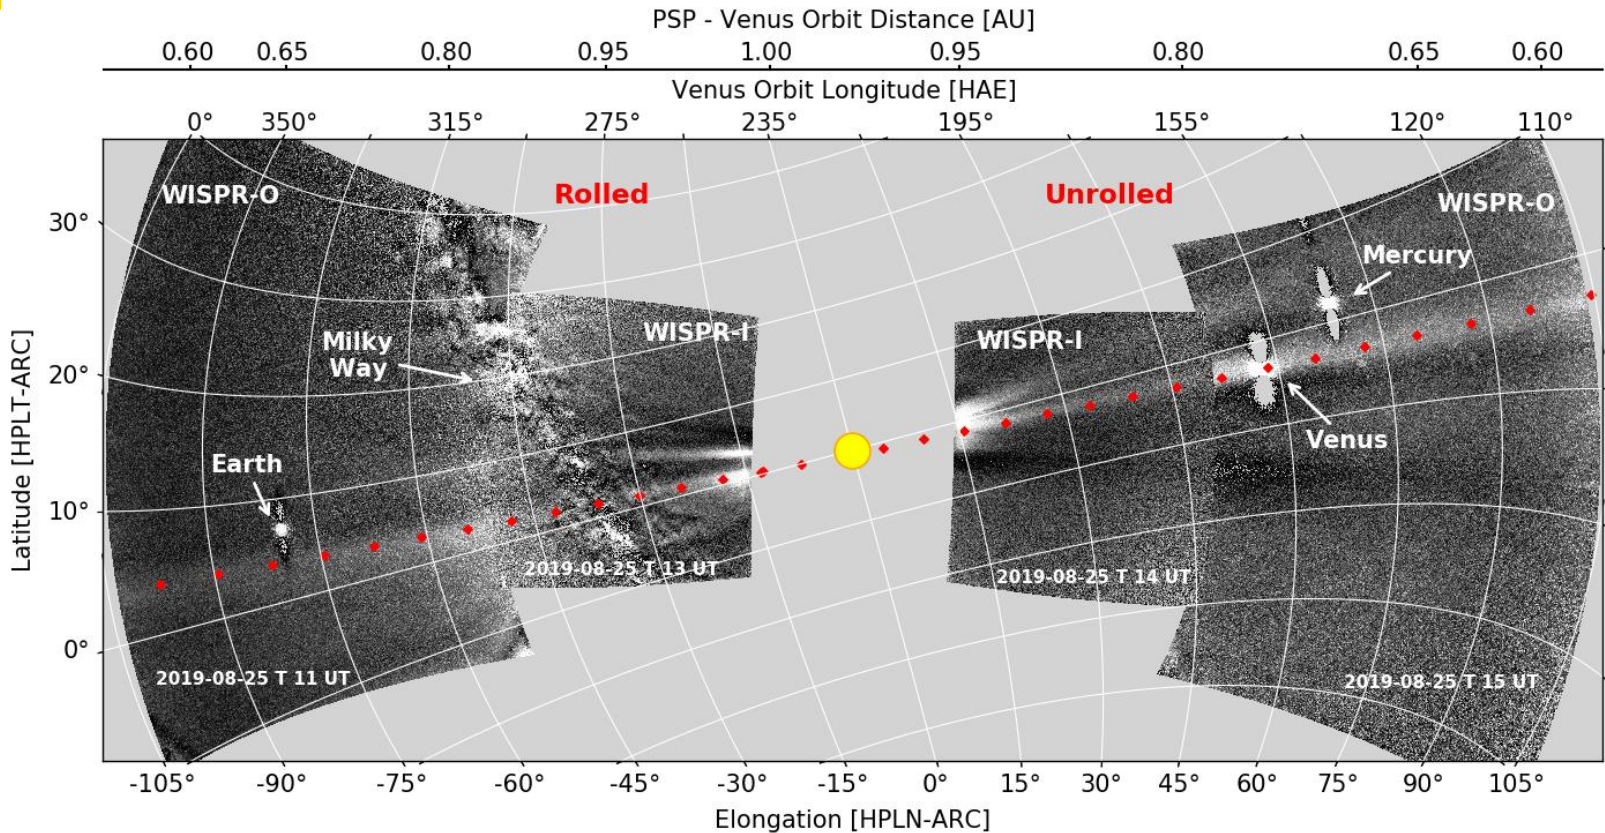 PSP - Venus Orbit Distance [AU]
0.60 0.65 0.80 0.95 1.00 0.95 0.80 0.65 0.60
Venus Orbit Longitude [HAE]
0° 350° 315° 275° 235° 195° 155° 120° 110°
WISPR-O Rolled Unrolled WISPR-O
30°
Mercury
WISPR-I WISPR-I
Milky
Way
20°
Venus
Earth
10°
2019-08-25 T 13 UT 2019-08-25 T 14 UT
0°
2019-08-25 T 11 UT 2019-08-25 T 15 UT
Latitude [HPLT-ARC]
-105° -90° -75° -60° -45° -30° -15° 0° 15° 30° 45° 60° 75° 90° 105°
Elongation [HPLN-ARC]